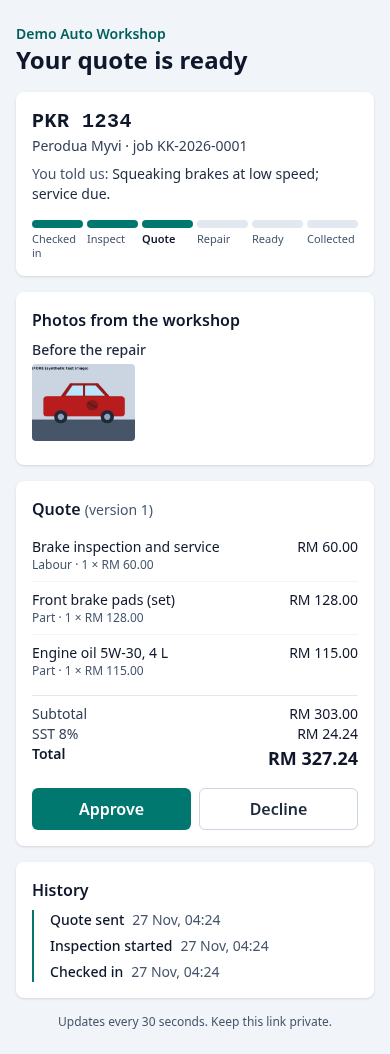 Demo Auto Workshop
Your quote is ready
PKR 1234
Perodua Myvi · job KK-2026-0001
You told us: Squeaking brakes at low speed;
service due.
Checked in
Inspect
Quote
Repair
Ready
Collected
Photos from the workshop
Before the repair
(synthetic test image)
Quote (version 1)
Brake inspection and service RM 60.00
Labour · 1 × RM 60.00
Front brake pads (set) RM 128.00
Part · 1 × RM 128.00
Engine oil 5W-30, 4 L RM 115.00
Part · 1 × RM 115.00
Subtotal RM 303.00
SST 8% RM 24.24
Total RM 327.24
Approve Decline
History
Quote sent 27 Nov, 04:24
Inspection started 27 Nov, 04:24
Checked in 27 Nov, 04:24
Updates every 30 seconds. Keep this link private.